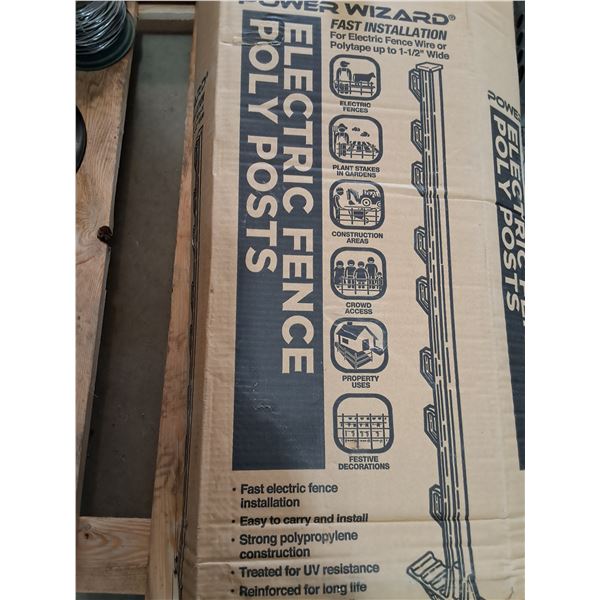 POWER WIZARD®
FAST INSTALLATION
For Electric Fence Wire or
Polytape up to 1-1/2" Wide
ELECTRIC FENCE
POLY POSTS
ELECTRIC
FENCES
PLANT STAKES
IN GARDENS
CONSTRUCTION
AREAS
CROWD
ACCESS
PROPERTY
USES
FESTIVE
DECORATIONS
• Fast electric fence
installation
• Easy to carry and install
• Strong polypropylene
construction
• Treated for UV resistance
• Reinforced for long life
POWER
ELECTRIC FE
POLY POSTS